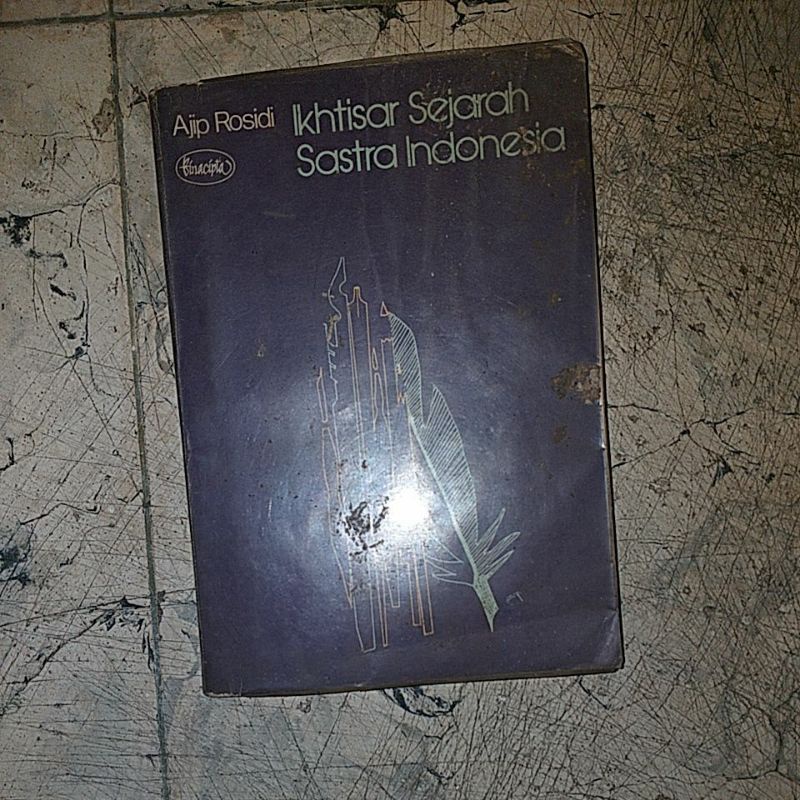 Ajip Rosidi
Ikhtisar Sejarah
Sastra Indonesia
Binacipta